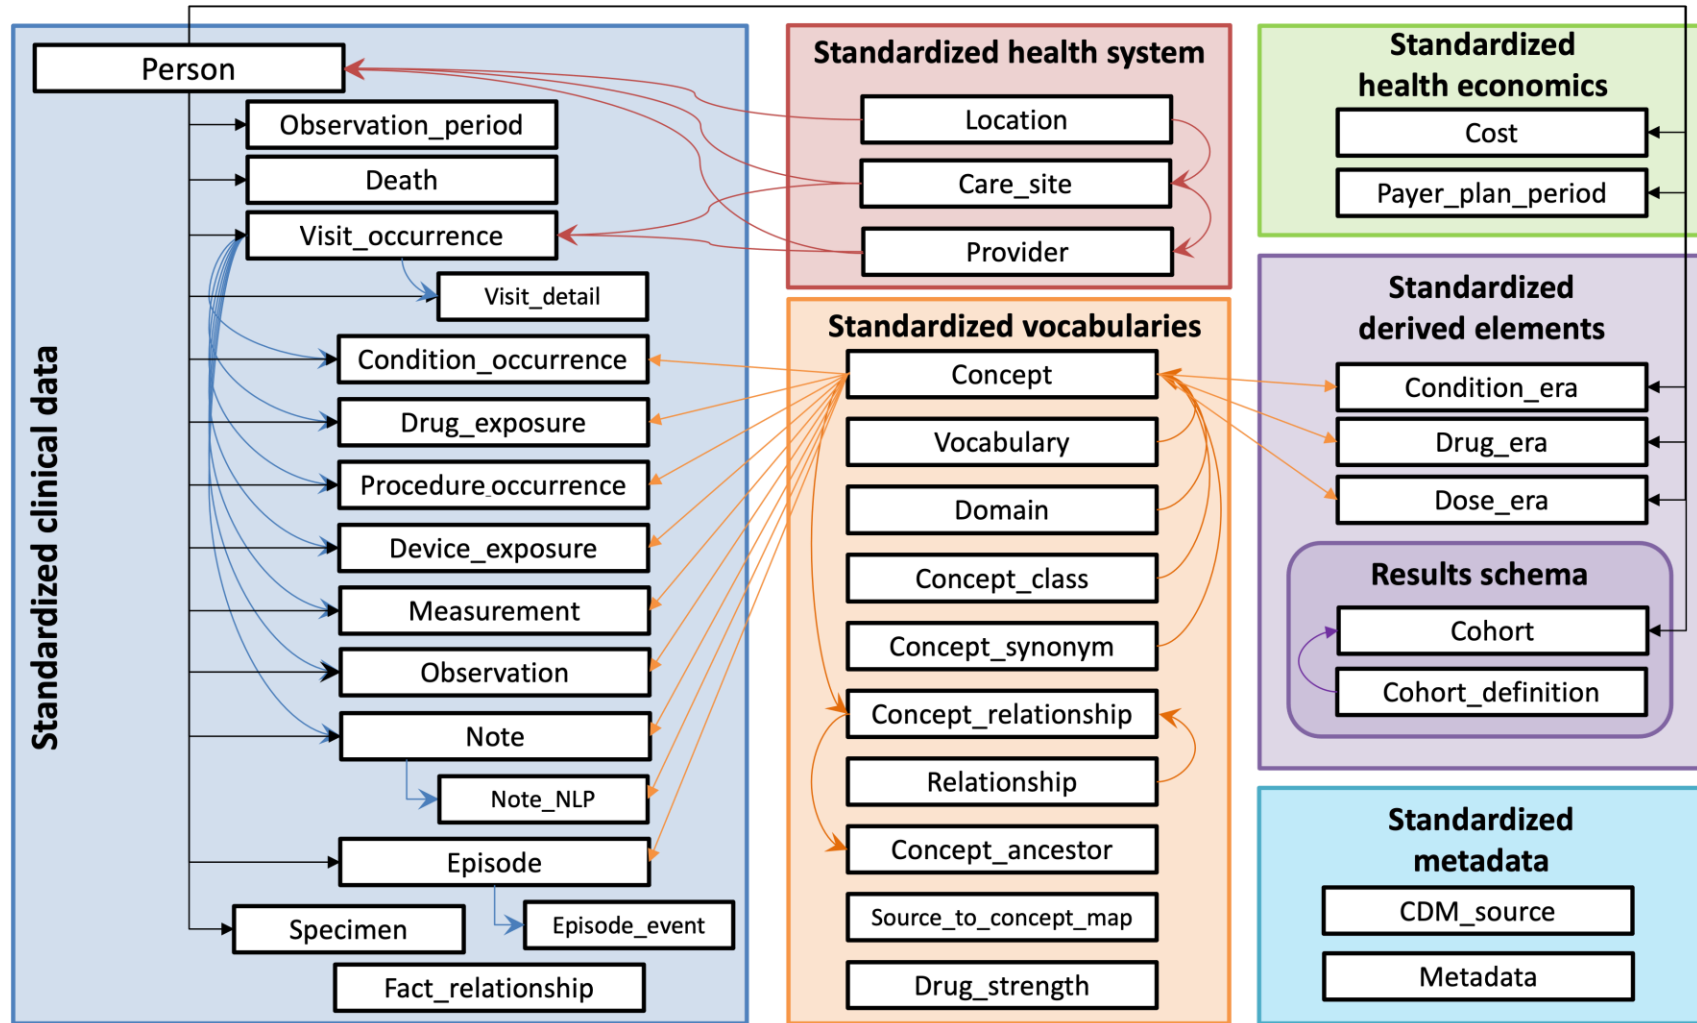 Standardized clinical data
Person
Observation_period
Death
Visit_occurrence
Visit_detail
Condition_occurrence
Drug_exposure
Procedure_occurrence
Device_exposure
Measurement
Observation
Note
Note_NLP
Episode
Episode_event
Specimen
Fact_relationship
Standardized health system
Location
Care_site
Provider
Standardized vocabularies
Concept
Vocabulary
Domain
Concept_class
Concept_synonym
Concept_relationship
Relationship
Concept_ancestor
Source_to_concept_map
Drug_strength
Standardized
health economics
Cost
Payer_plan_period
Standardized
derived elements
Condition_era
Drug_era
Dose_era
Results schema
Cohort
Cohort_definition
Standardized
metadata
CDM_source
Metadata